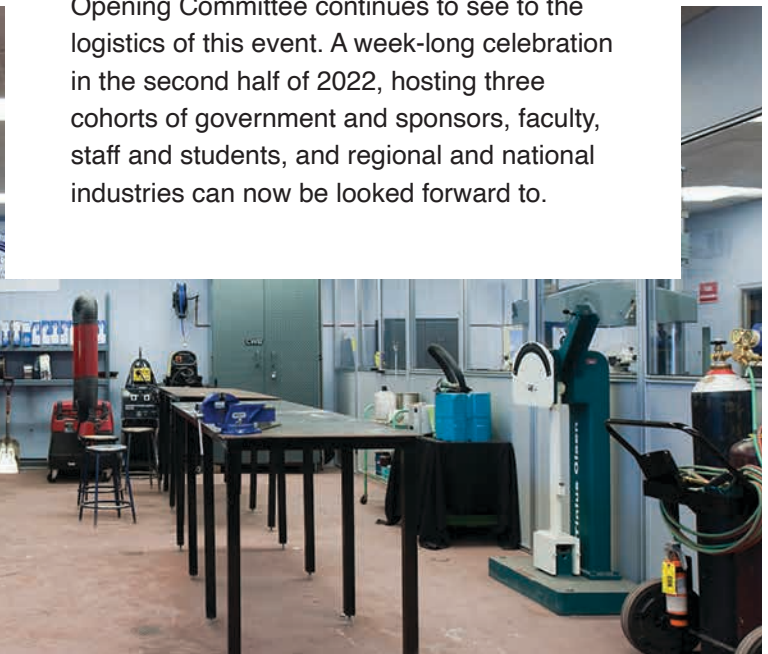 Opening Committee continues to see to the
logistics of this event. A week-long celebration
in the second half of 2022, hosting three
cohorts of government and sponsors, faculty,
staff and students, and regional and national
industries can now be looked forward to.
Tinius Olsen